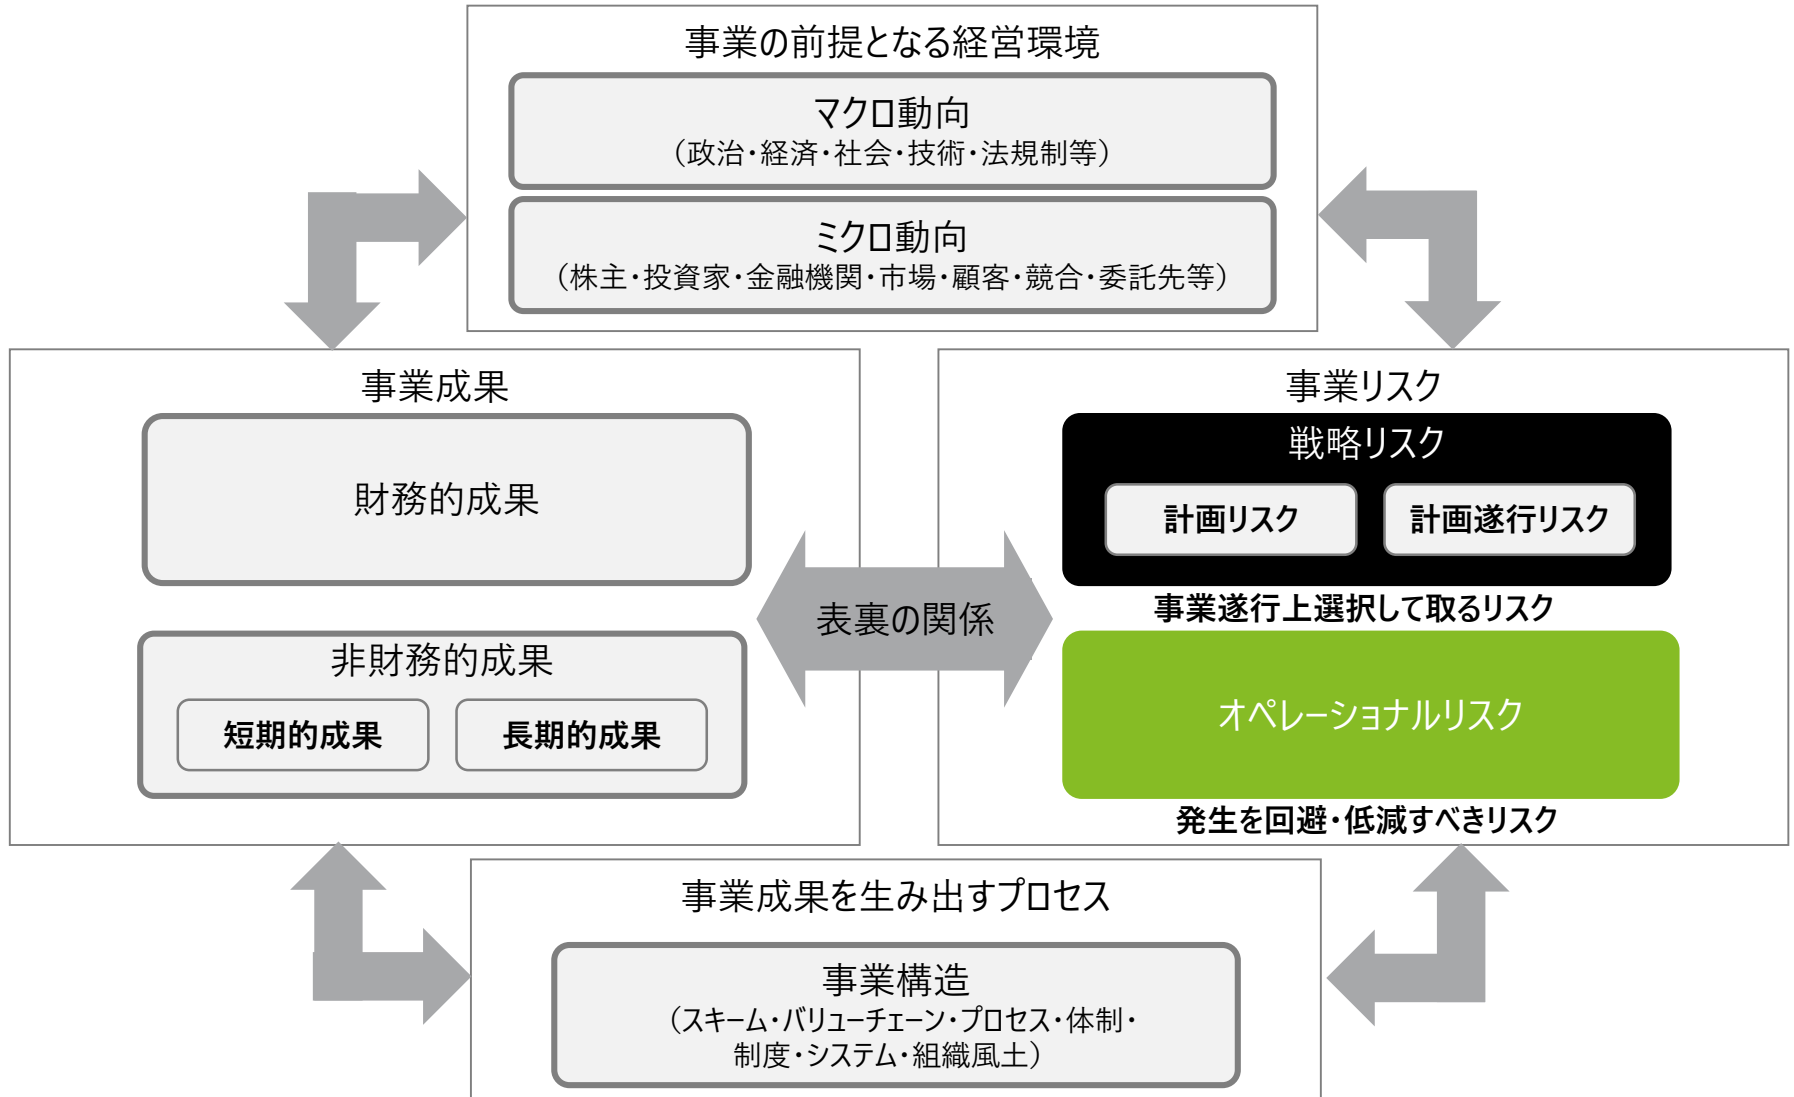 事業の前提となる経営環境
マクロ動向
（政治・経済・社会・技術・法規制等）
ミクロ動向
（株主・投資家・金融機関・市場・顧客・競合・委託先等）
事業成果
財務的成果
非財務的成果
短期的成果
長期的成果
表裏の関係
事業リスク
戦略リスク
計画リスク
計画遂行リスク
事業遂行上選択して取るリスク
オペレーショナルリスク
発生を回避・低減すべきリスク
事業成果を生み出すプロセス
事業構造
（スキーム・バリューチェーン・プロセス・体制・
制度・システム・組織風土）